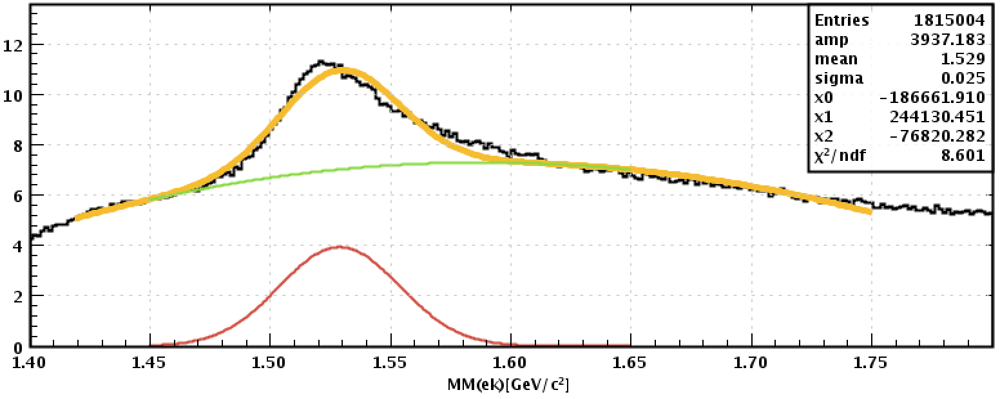 Entries 1815004
amp 3937.183
mean 1.529
sigma 0.025
x0 -186661.910
x1 244130.451
x2 -76820.282
χ²/ndf 8.601
12
10
8
6
4
2
0
1.40 1.45 1.50 1.55 1.60 1.65 1.70 1.75
MM(ek)[GeV/c²]